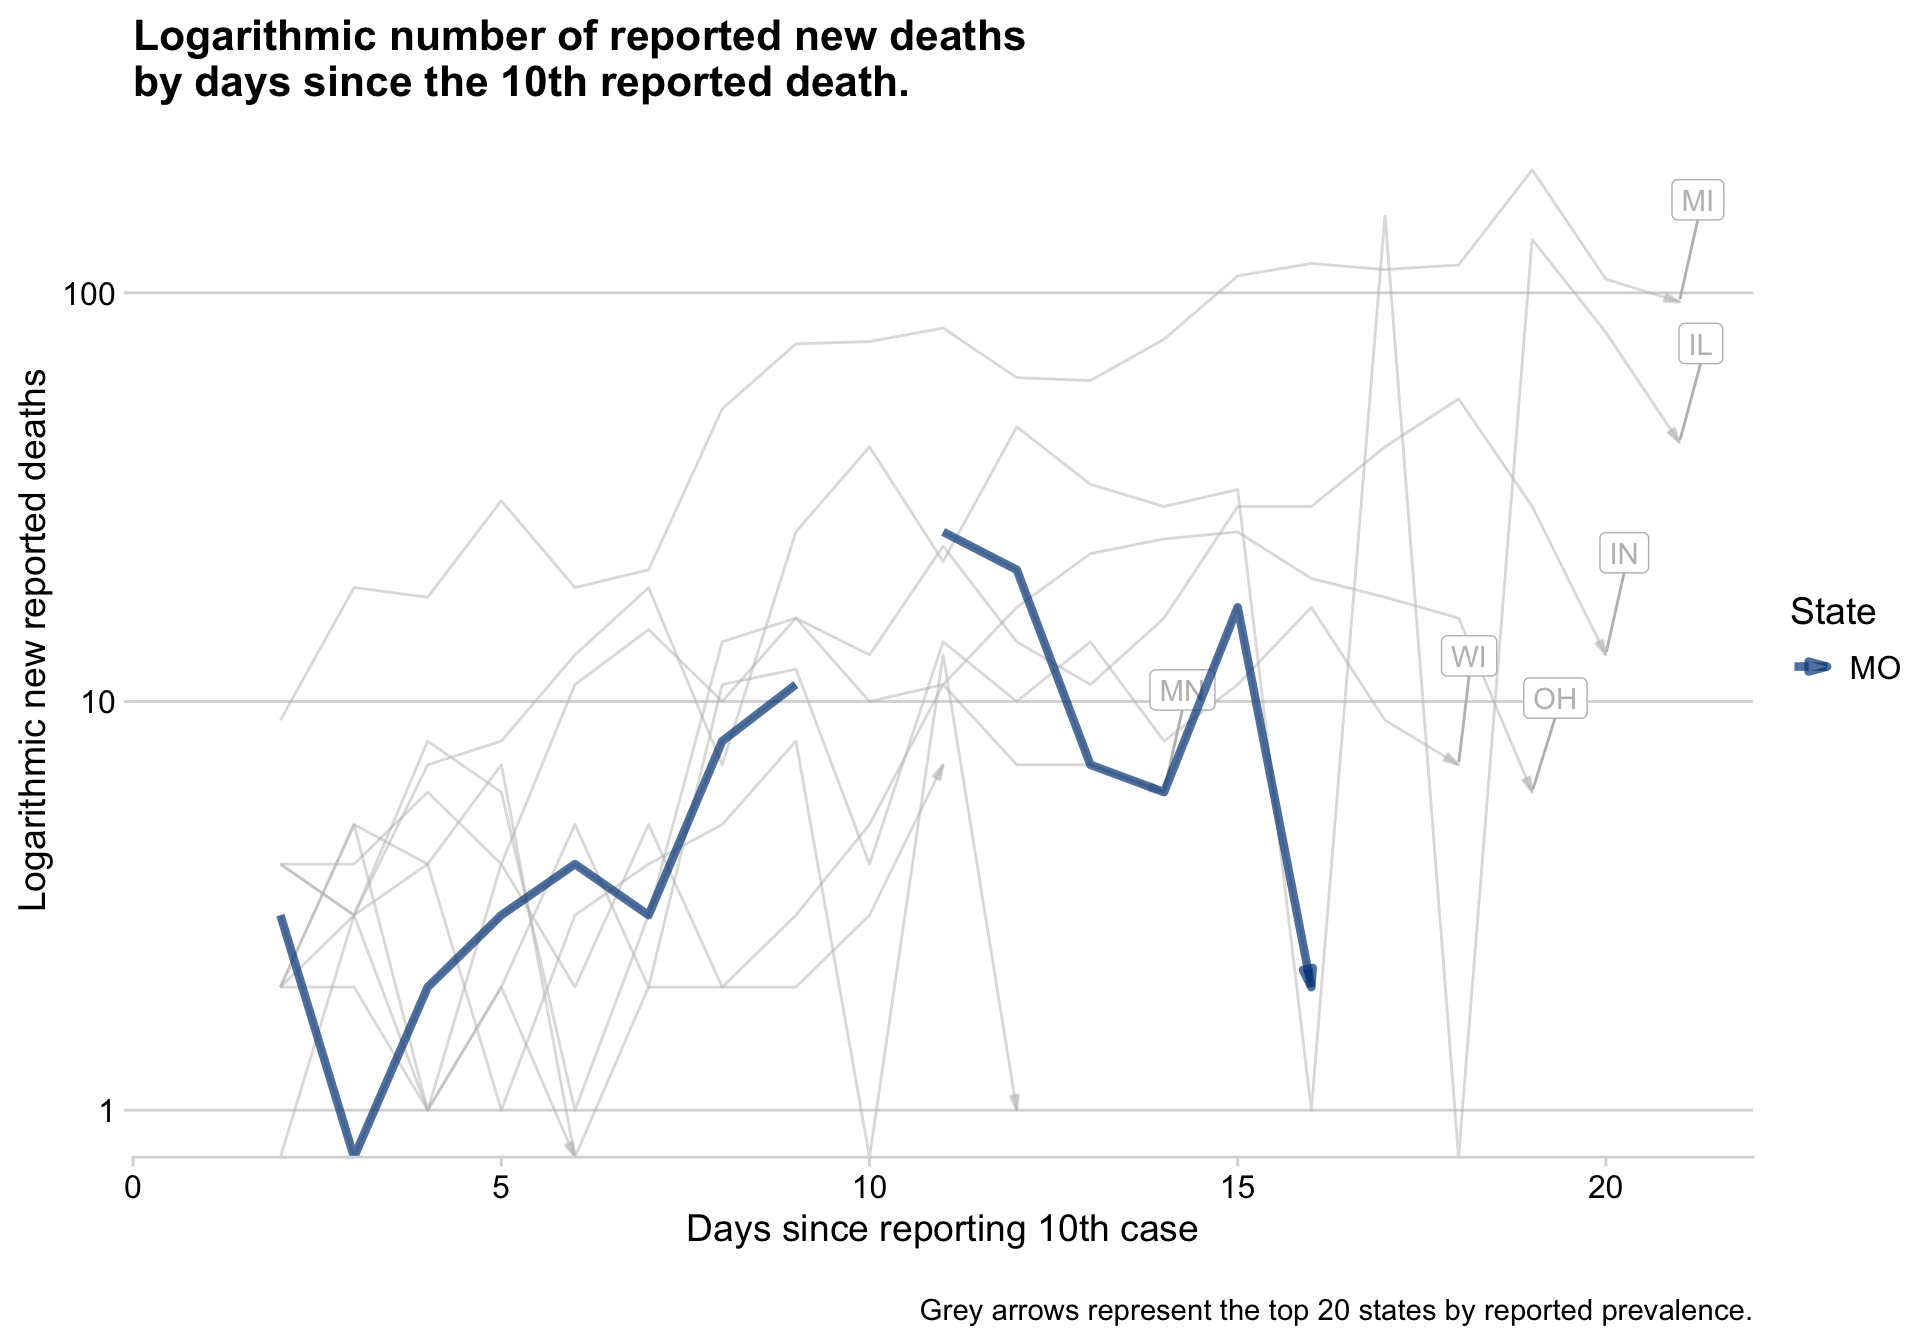 Logarithmic number of reported new deaths
by days since the 10th reported death.
Logarithmic new reported deaths
100
10
1
MI
IL
IN
WI
MN
OH
State
MO
0
5
10
15
20
Days since reporting 10th case
Grey arrows represent the top 20 states by reported prevalence.